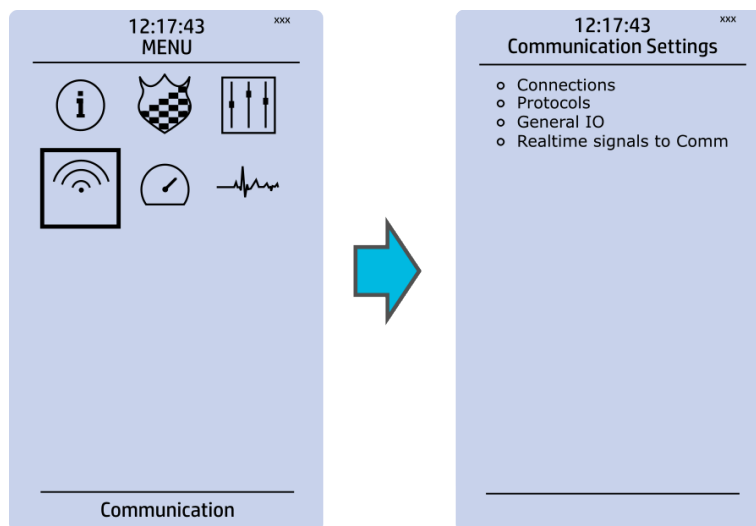 12:17:43
xxx
MENU
i
Communication
12:17:43
xxx
Communication Settings
Connections
Protocols
General IO
Realtime signals to Comm